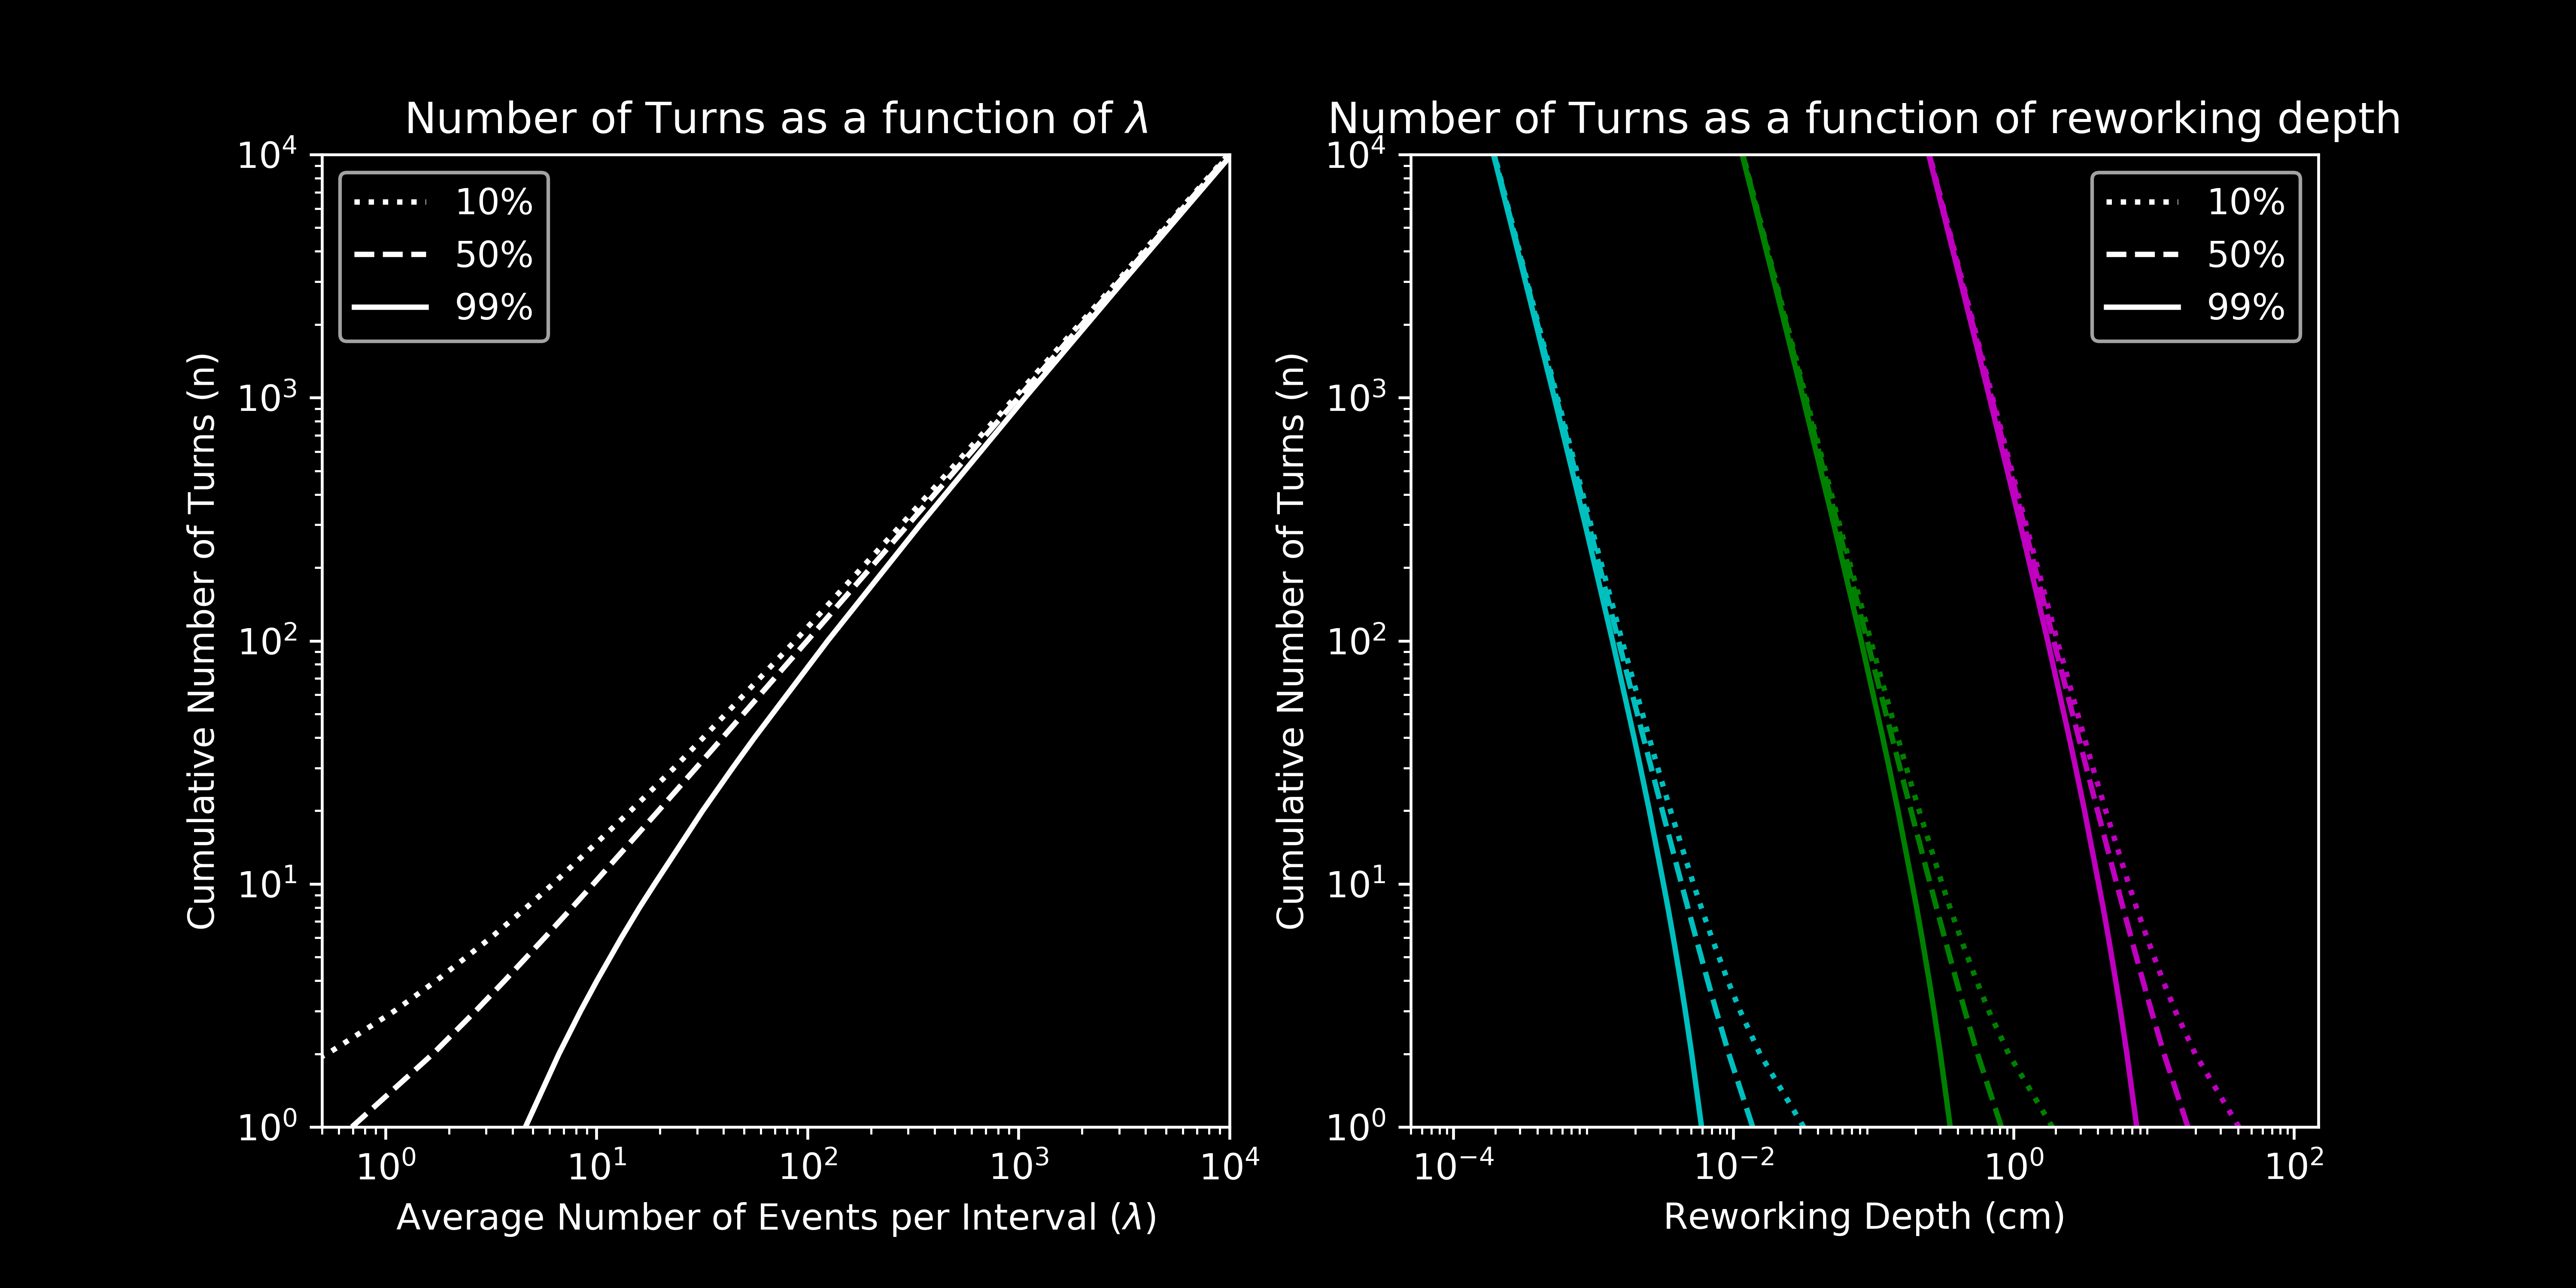 Number of Turns as a function of λ
10⁴
10³
10²
10¹
10⁰
Cumulative Number of Turns (n)
10%
50%
99%
10⁰ 10¹ 10² 10³ 10⁴
Average Number of Events per Interval (λ)
Number of Turns as a function of reworking depth
10⁴
10³
10²
10¹
10⁰
Cumulative Number of Turns (n)
10%
50%
99%
10⁻⁴ 10⁻² 10⁰ 10²
Reworking Depth (cm)